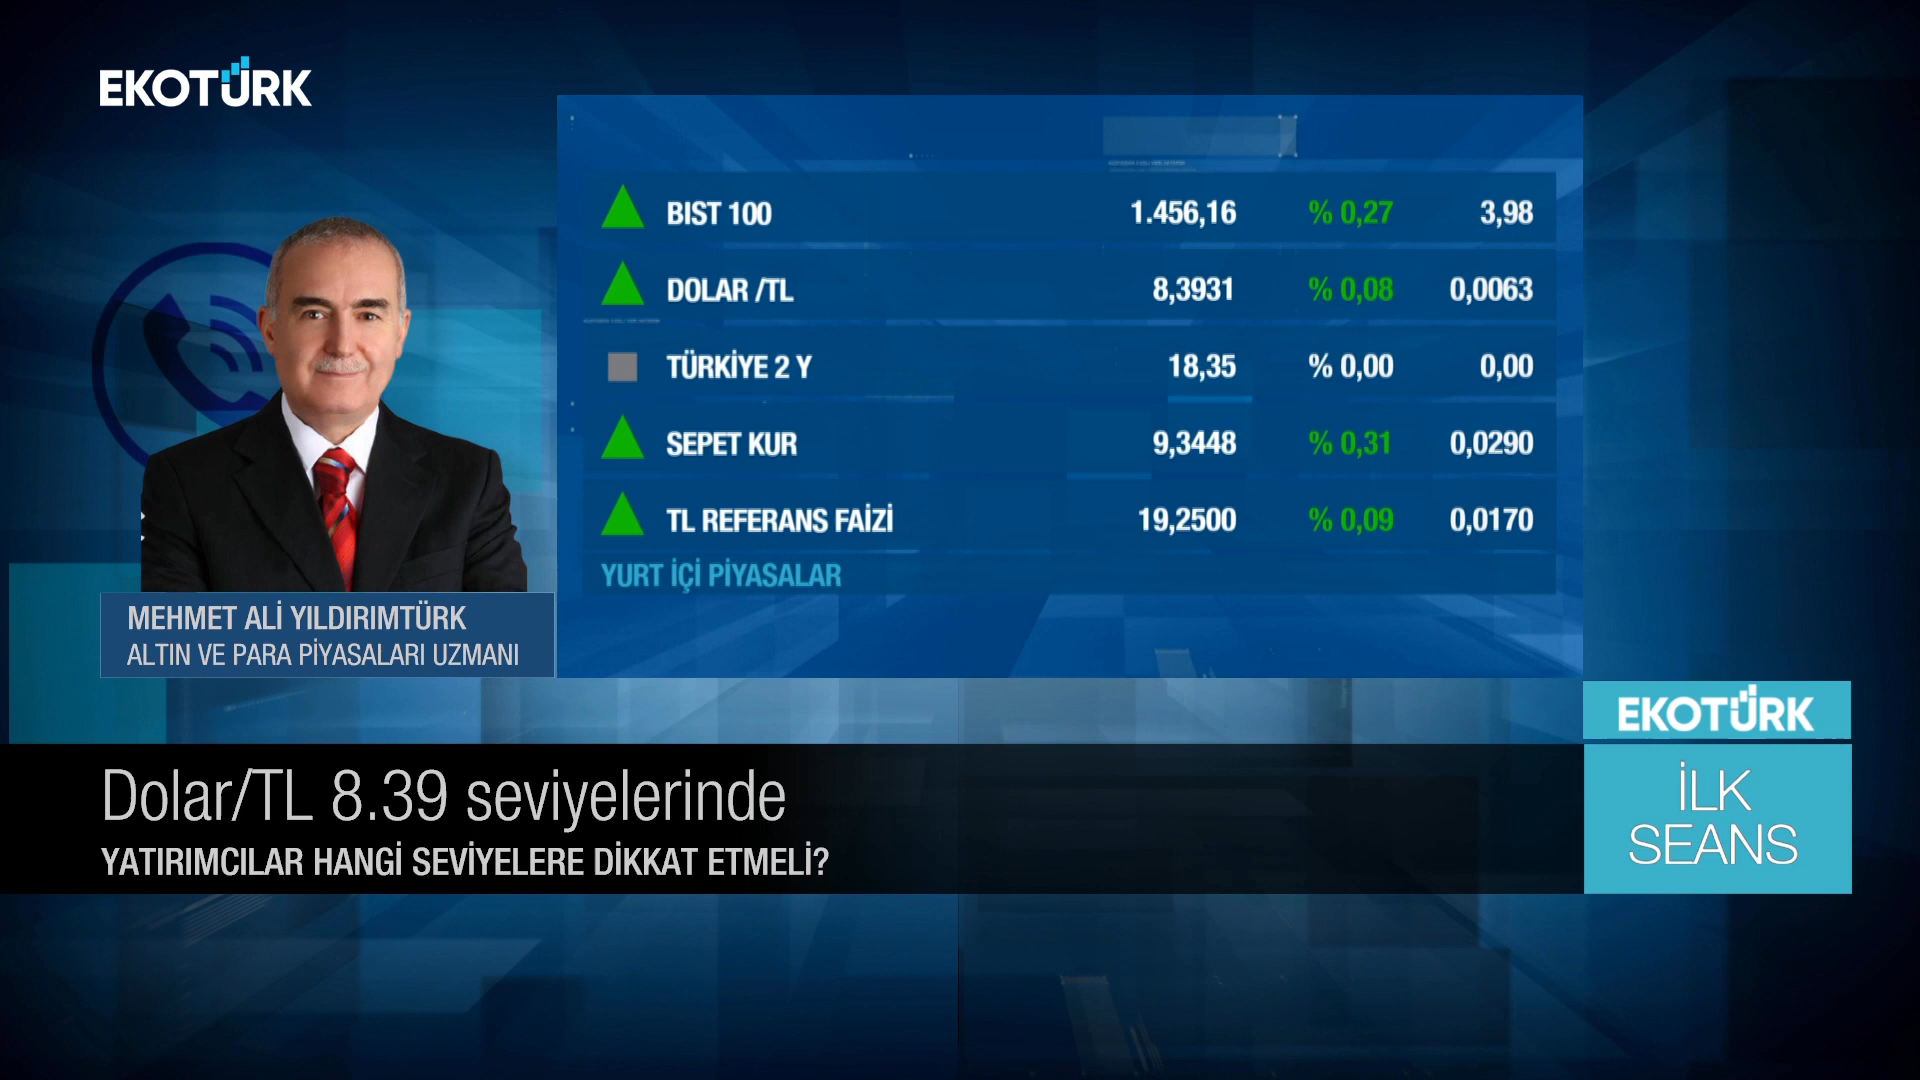 EKOTÜRK
BIST 100 1.456,16 % 0,27 3,98
DOLAR /TL 8,3931 % 0,08 0,0063
TÜRKİYE 2 Y 18,35 % 0,00 0,00
SEPET KUR 9,3448 % 0,31 0,0290
TL REFERANS FAİZİ 19,2500 % 0,09 0,0170
YURT İÇİ PİYASALAR
MEHMET ALİ YILDIRIMTÜRK
ALTIN VE PARA PİYASALARI UZMANI
EKOTÜRK
Dolar/TL 8.39 seviyelerinde
YATIRIMCILAR HANGİ SEVİYELERE DİKKAT ETMELİ?
İLK
SEANS